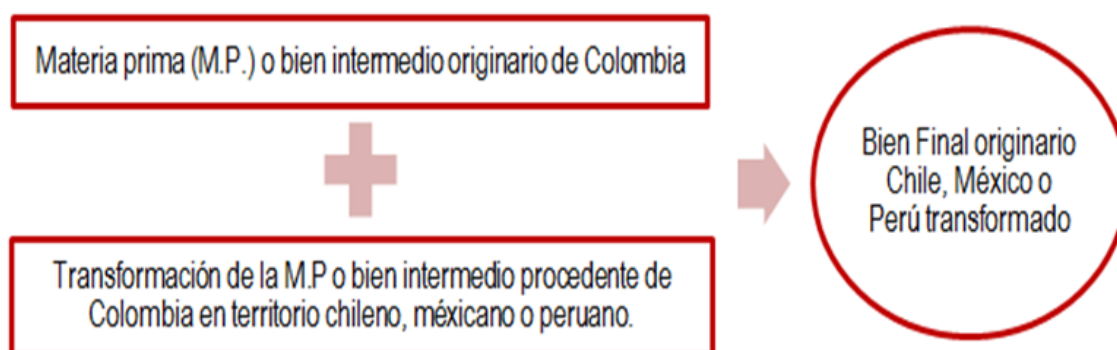 Materia prima (M.P.) o bien intermedio originario de Colombia
Transformación de la M.P o bien intermedio procedente de
Colombia en territorio chileno, méxicano o peruano.
Bien Final originario
Chile, México o
Perú transformado